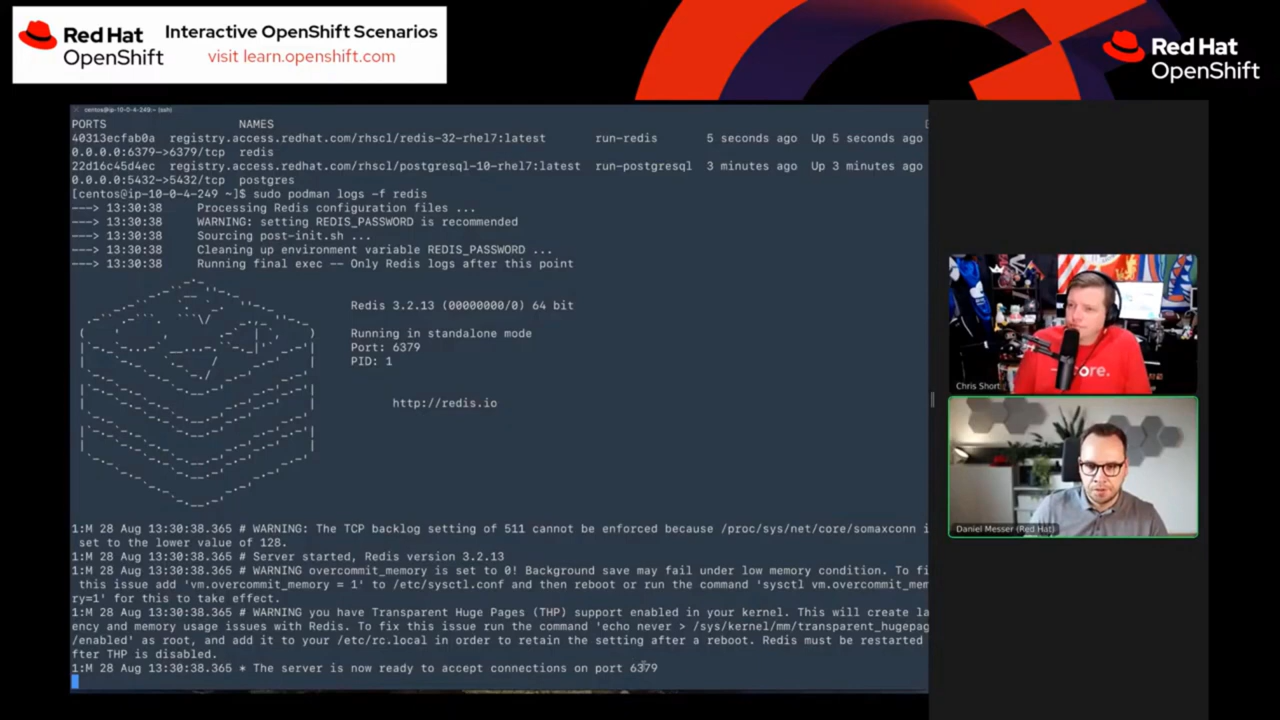 Red Hat
OpenShift
Interactive OpenShift Scenarios
visit learn.openshift.com
Red Hat
OpenShift
centos@ip-10-0-4-249:~ (ssh)
PORTS NAMES
40313ecfab0a registry.access.redhat.com/rhscl/redis-32-rhel7:latest run-redis 5 seconds ago Up 5 seconds ago
0.0.0.0:6379->6379/tcp redis
22d16c45d4ec registry.access.redhat.com/rhscl/postgresql-10-rhel7:latest run-postgresql 3 minutes ago Up 3 minutes ago
0.0.0.0:5432->5432/tcp postgres
[centos@ip-10-0-4-249 ~]$ sudo podman logs -f redis
---> 13:30:38 Processing Redis configuration files ...
---> 13:30:38 WARNING: setting REDIS_PASSWORD is recommended
---> 13:30:38 Sourcing post-init.sh ...
---> 13:30:38 Cleaning up environment variable REDIS_PASSWORD ...
---> 13:30:38 Running final exec -- Only Redis logs after this point
Redis 3.2.13 (00000000/0) 64 bit
Running in standalone mode
Port: 6379
PID: 1
http://redis.io
1:M 28 Aug 13:30:38.365 # WARNING: The TCP backlog setting of 511 cannot be enforced because /proc/sys/net/core/somaxconn i
set to the lower value of 128.
1:M 28 Aug 13:30:38.365 # Server started, Redis version 3.2.13
1:M 28 Aug 13:30:38.365 # WARNING overcommit_memory is set to 0! Background save may fail under low memory condition. To fi
this issue add 'vm.overcommit_memory = 1' to /etc/sysctl.conf and then reboot or run the command 'sysctl vm.overcommit_mem
ry=1' for this to take effect.
1:M 28 Aug 13:30:38.365 # WARNING you have Transparent Huge Pages (THP) support enabled in your kernel. This will create la
ency and memory usage issues with Redis. To fix this issue run the command 'echo never > /sys/kernel/mm/transparent_hugepag
/enabled' as root, and add it to your /etc/rc.local in order to retain the setting after a reboot. Redis must be restarted
fter THP is disabled.
1:M 28 Aug 13:30:38.365 * The server is now ready to accept connections on port 6379
core.
Chris Short
Daniel Messer (Red Hat)